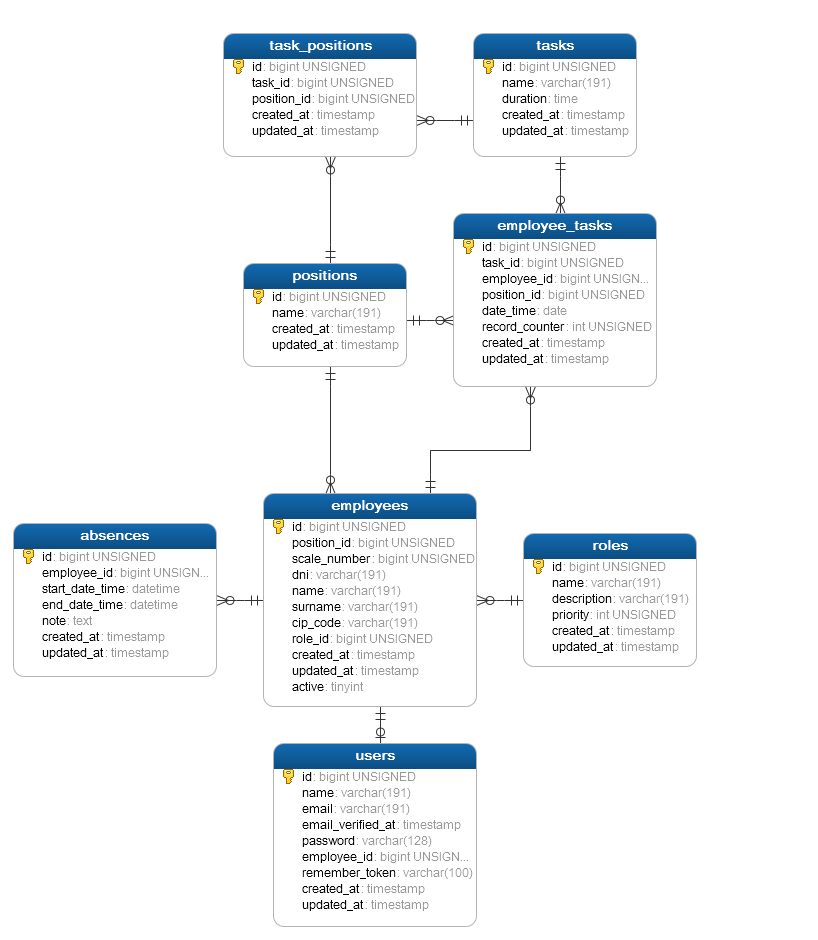 task_positions
id: bigint UNSIGNED
task_id: bigint UNSIGNED
position_id: bigint UNSIGNED
created_at: timestamp
updated_at: timestamp
tasks
id: bigint UNSIGNED
name: varchar(191)
duration: time
created_at: timestamp
updated_at: timestamp
employee_tasks
id: bigint UNSIGNED
task_id: bigint UNSIGNED
employee_id: bigint UNSIGN...
position_id: bigint UNSIGNED
date_time: date
record_counter: int UNSIGNED
created_at: timestamp
updated_at: timestamp
positions
id: bigint UNSIGNED
name: varchar(191)
created_at: timestamp
updated_at: timestamp
employees
id: bigint UNSIGNED
position_id: bigint UNSIGNED
scale_number: bigint UNSIGNED
dni: varchar(191)
name: varchar(191)
surname: varchar(191)
cip_code: varchar(191)
role_id: bigint UNSIGNED
created_at: timestamp
updated_at: timestamp
active: tinyint
absences
id: bigint UNSIGNED
employee_id: bigint UNSIGN...
start_date_time: datetime
end_date_time: datetime
note: text
created_at: timestamp
updated_at: timestamp
roles
id: bigint UNSIGNED
name: varchar(191)
description: varchar(191)
priority: int UNSIGNED
created_at: timestamp
updated_at: timestamp
users
id: bigint UNSIGNED
name: varchar(191)
email: varchar(191)
email_verified_at: timestamp
password: varchar(128)
employee_id: bigint UNSIGN...
remember_token: varchar(100)
created_at: timestamp
updated_at: timestamp